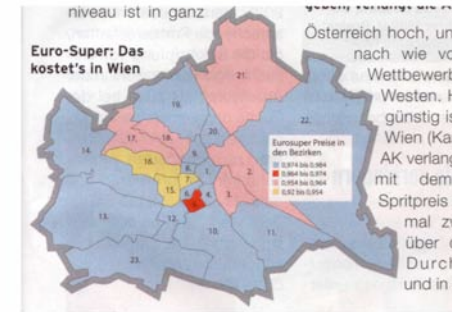 niveau ist in ganz
Euro-Super: Das
kostet's in Wien
Österreich hoch, un
nach wie vo
Wettbewerb
Westen. H
günstig is
Wien (Ka
AK verlang
mit dem
Spritpreis
mal zw
über d
Durch
und in
21.
19.
22.
20.
17.
18.
14.
16.
9.
8.
1.
7.
2.
15.
6.
4.
3.
13.
12.
10.
11.
23.
Eurosuper Preise in
den Bezirken
0,974 bis 0,984
0,964 bis 0,974
0,954 bis 0,964
0,92 bis 0,954